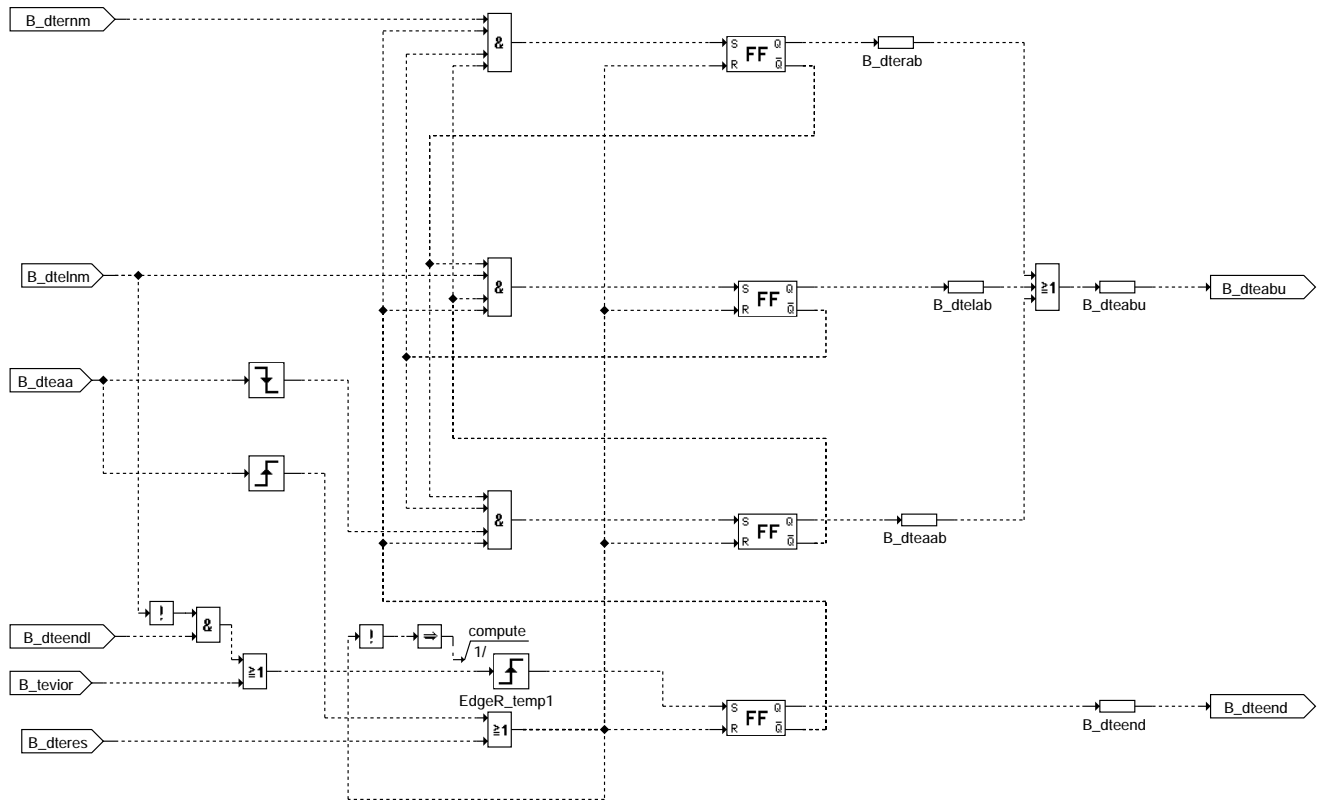 B_dternm
&
S Q
FF
R Q
B_dterab
B_dtelnm
&
S Q
FF
R Q
B_dtelab
≥1
B_dteabu
B_dteabu
B_dteaa
&
S Q
FF
R Q
B_dteaab
!
&
B_dteendl
!
⇒
compute
1/
B_tevior
≥1
EdgeR_temp1
S Q
FF
R Q
B_dteend
B_dteend
B_dteres
≥1